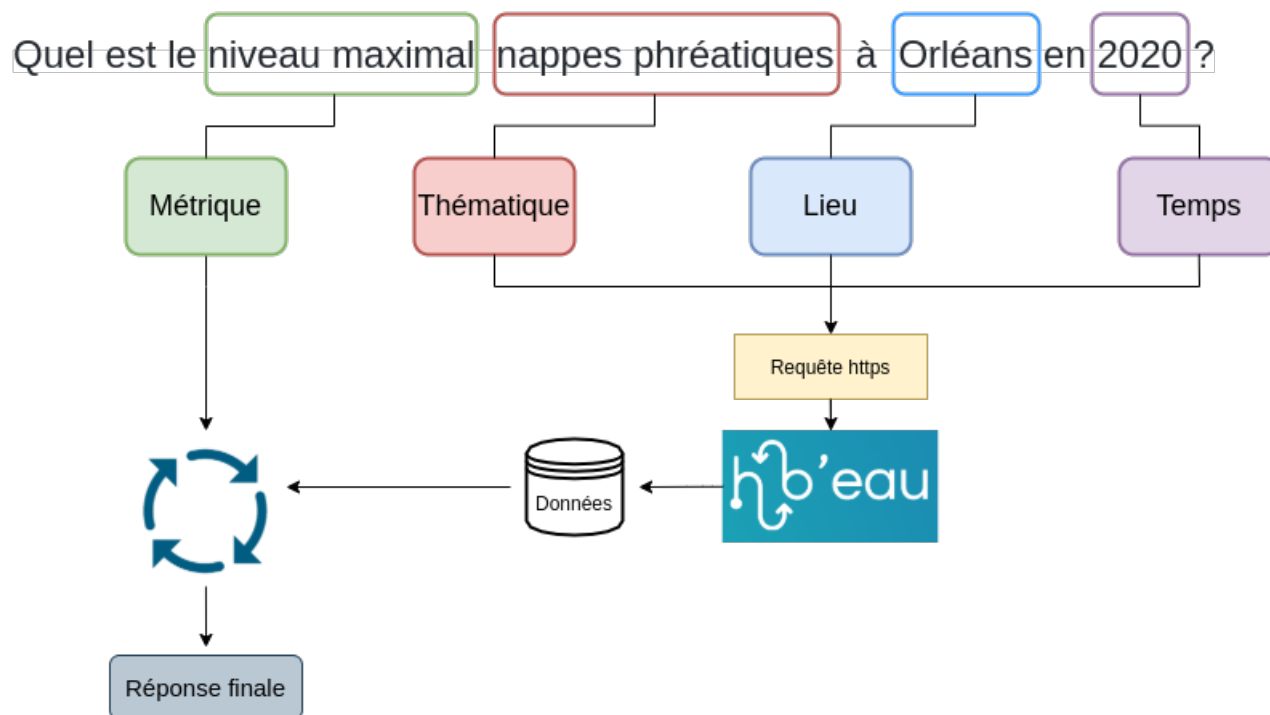 Quel est le niveau maximal nappes phréatiques à Orléans en 2020 ?
Métrique
Thématique
Lieu
Temps
Requête https
Données
hub'eau
Réponse finale